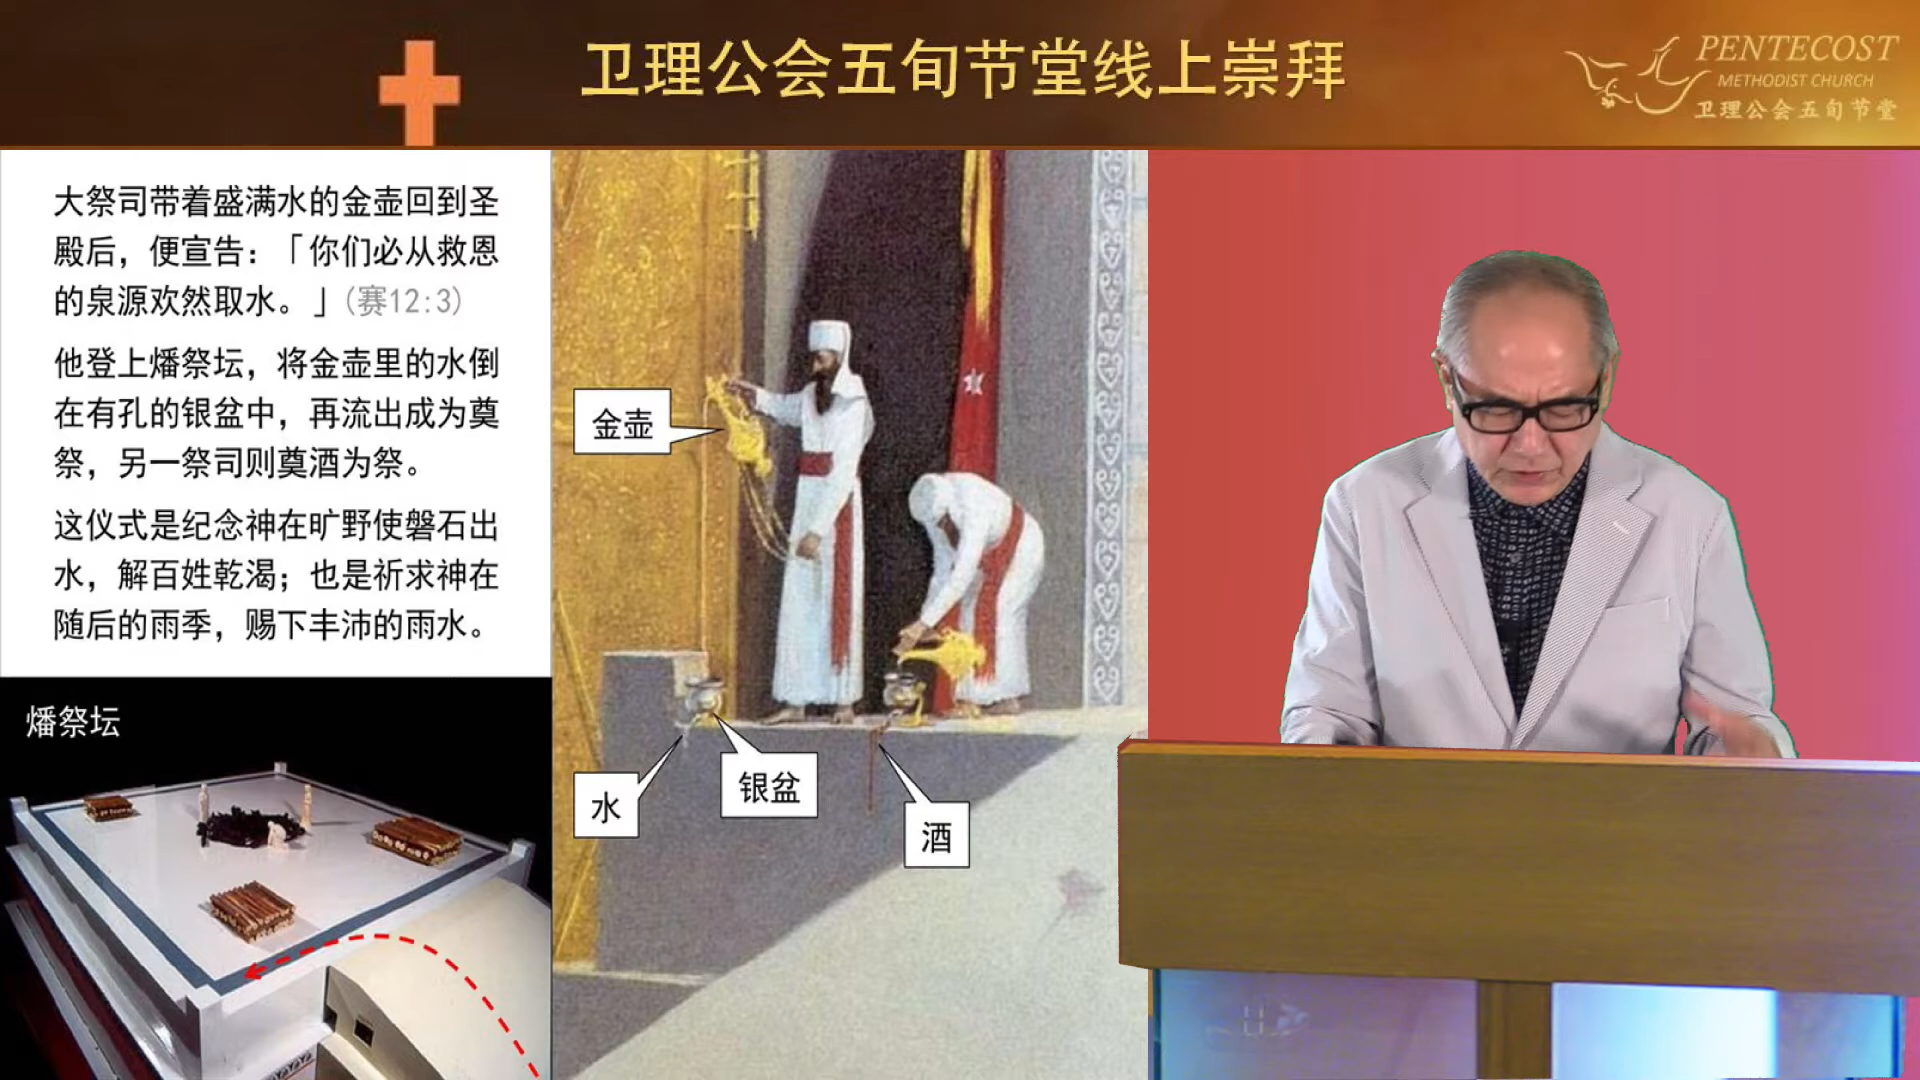 卫理公会五旬节堂线上崇拜
PENTECOST
METHODIST CHURCH
卫理公会五旬节堂
大祭司带着盛满水的金壶回到圣
殿后，便宣告：「你们必从救恩
的泉源欢然取水。」（赛12:3）
他登上燔祭坛，将金壶里的水倒
在有孔的银盆中，再流出成为奠
祭，另一祭司则奠酒为祭。
这仪式是纪念神在旷野使磐石出
水，解百姓乾渴；也是祈求神在
随后的雨季，赐下丰沛的雨水。
燔祭坛
金壶
水
银盆
酒